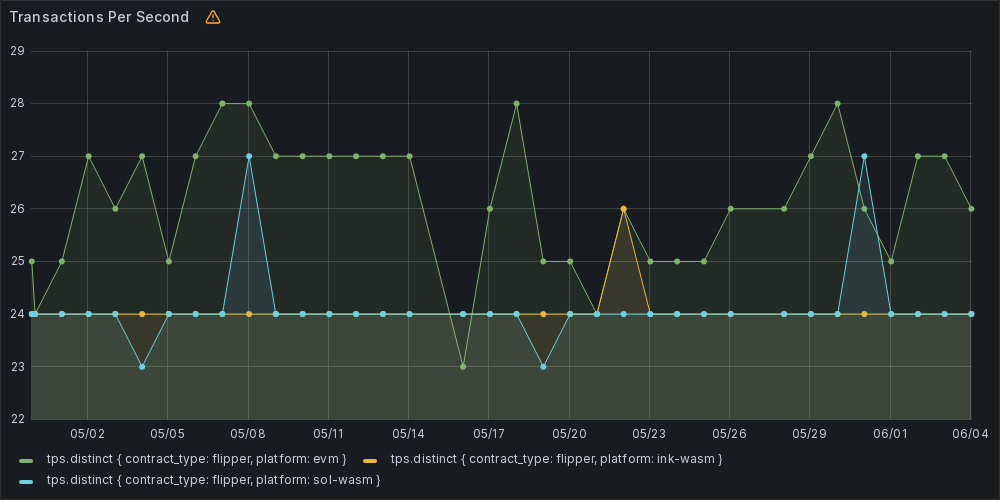 Transactions Per Second
29
28
27
26
25
24
23
22
05/02 05/05 05/08 05/11 05/14 05/17 05/20 05/23 05/26 05/29 06/01 06/04
tps.distinct { contract_type: flipper, platform: evm } tps.distinct { contract_type: flipper, platform: ink-wasm }
tps.distinct { contract_type: flipper, platform: sol-wasm }